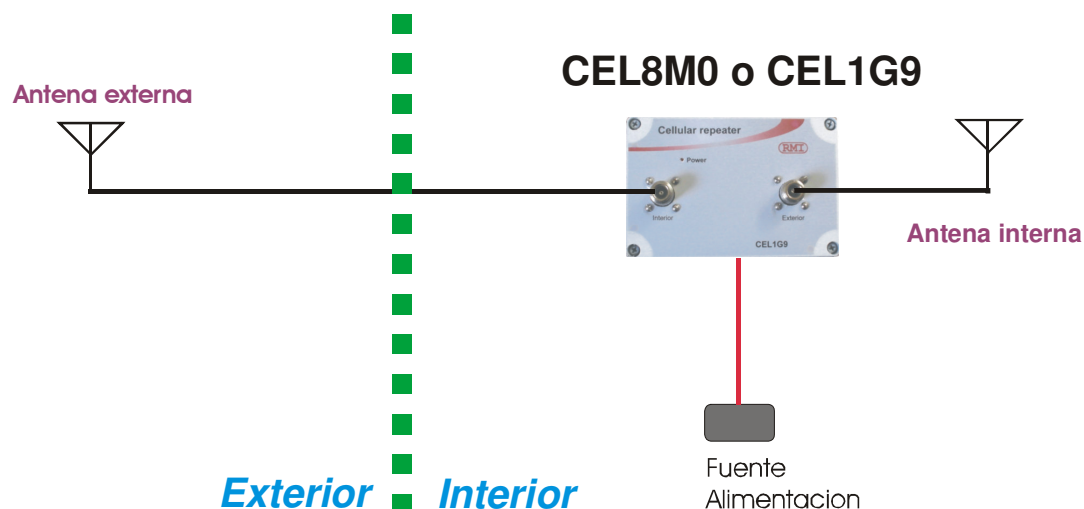 CEL8M0 o CEL1G9
Antena externa
Cellular repeater
RMI
Power
Interior
Exterior
CEL1G9
Antena interna
Fuente
Alimentacion
Exterior
Interior